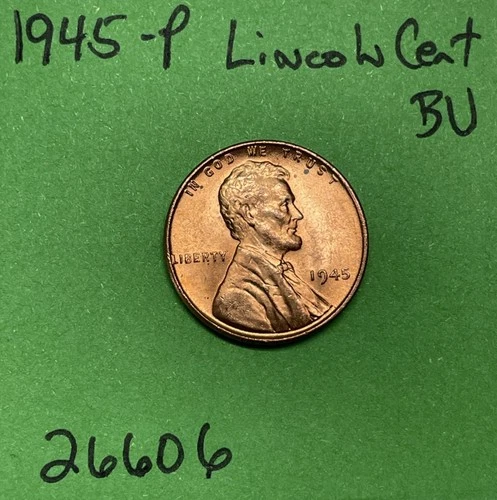 1945-P Lincoln Cent
BU
IN GOD WE TRUST
LIBERTY
1945
26606